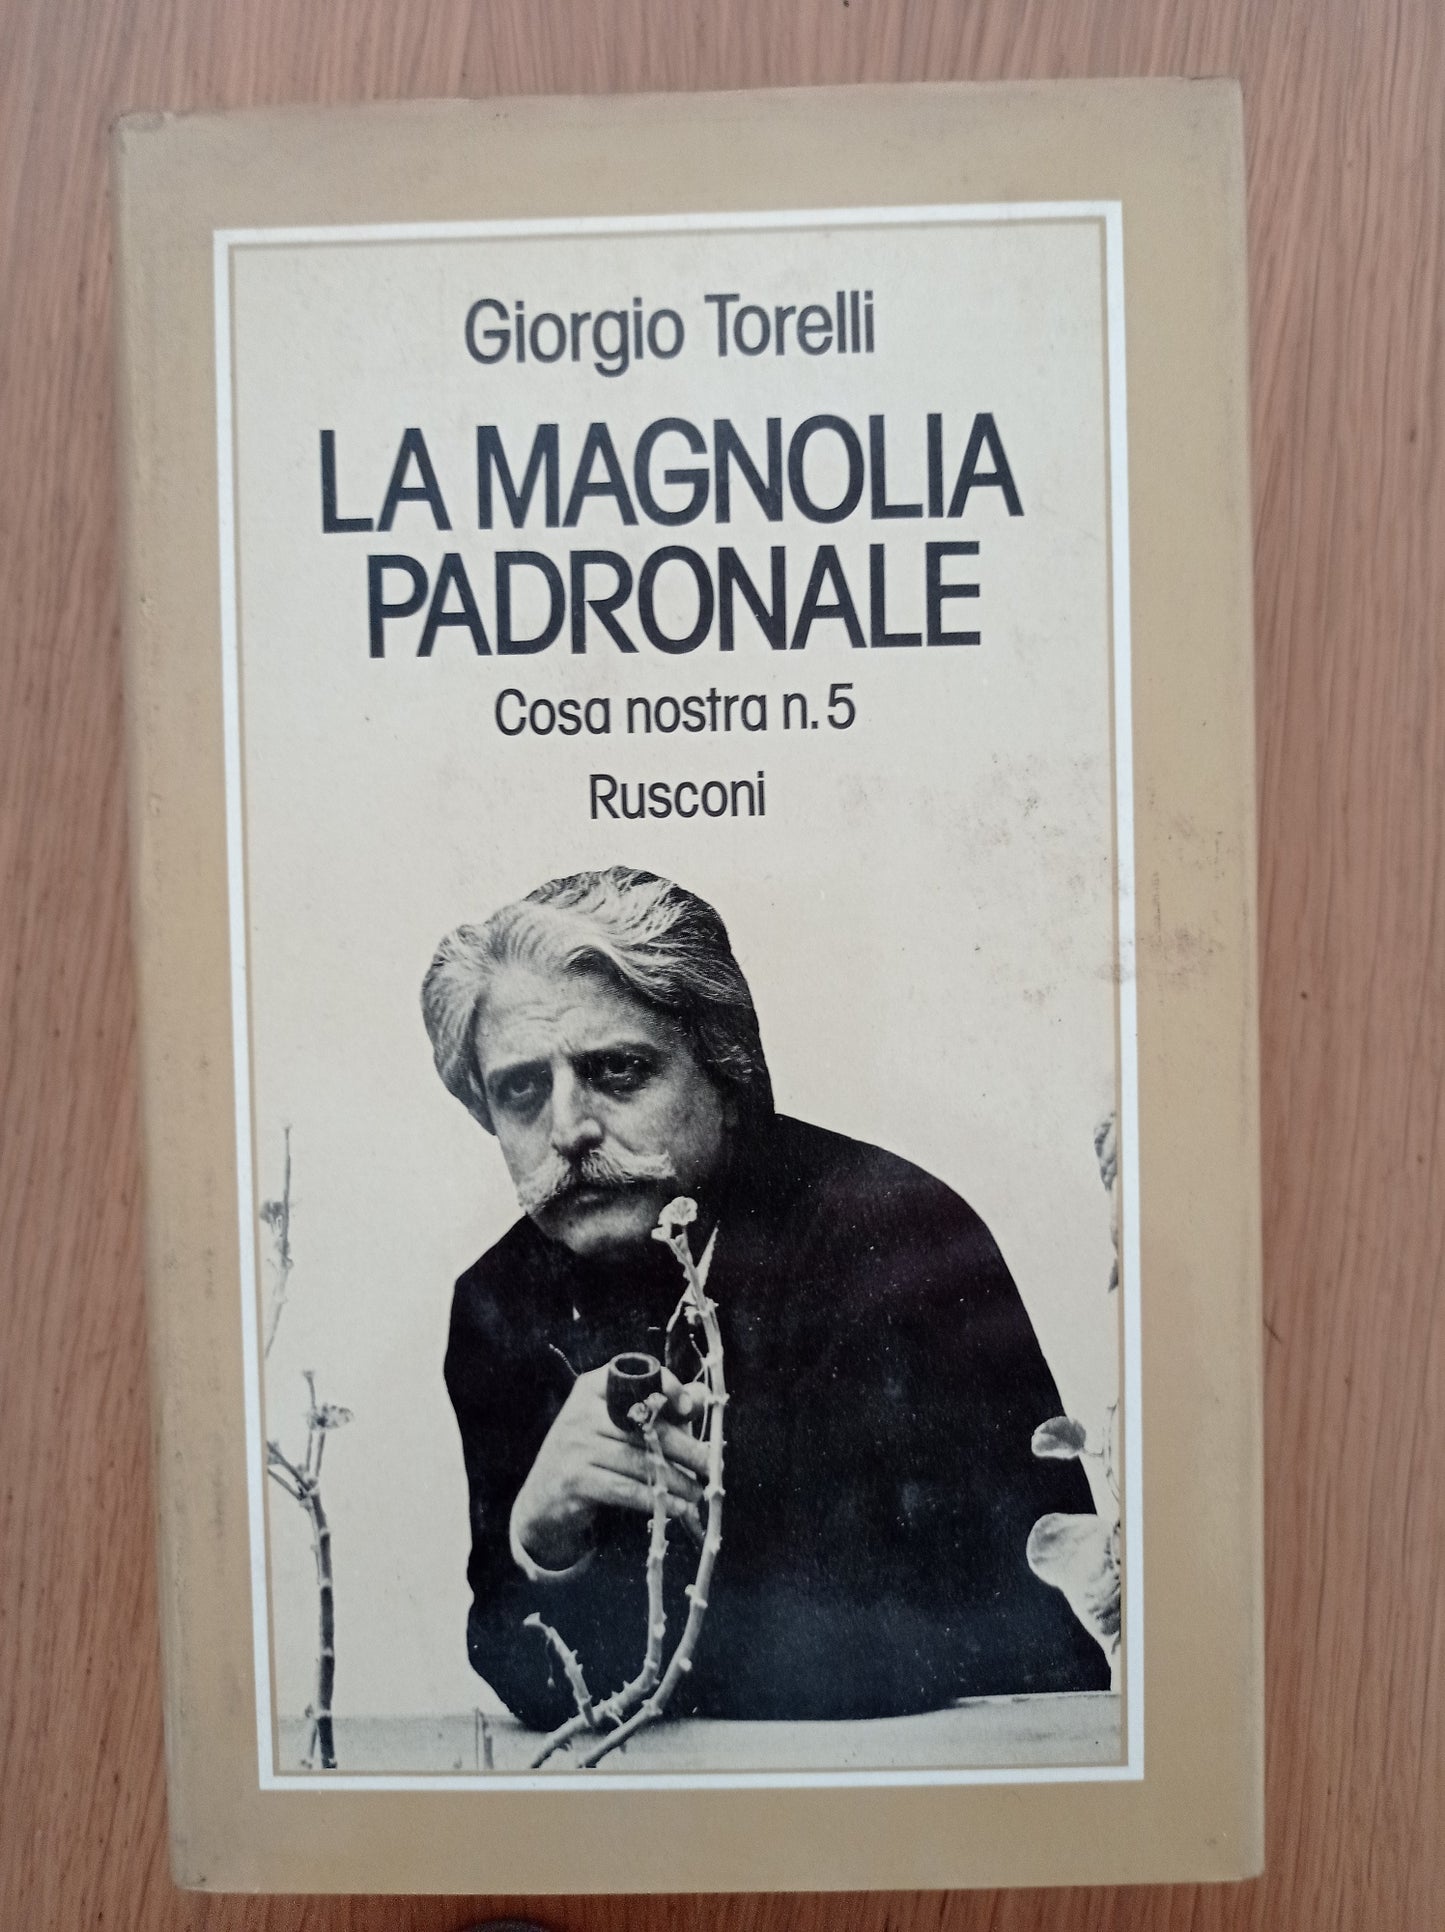 Giorgio Torelli
LA MAGNOLIA
PADRONALE
Cosa nostra n. 5
Rusconi